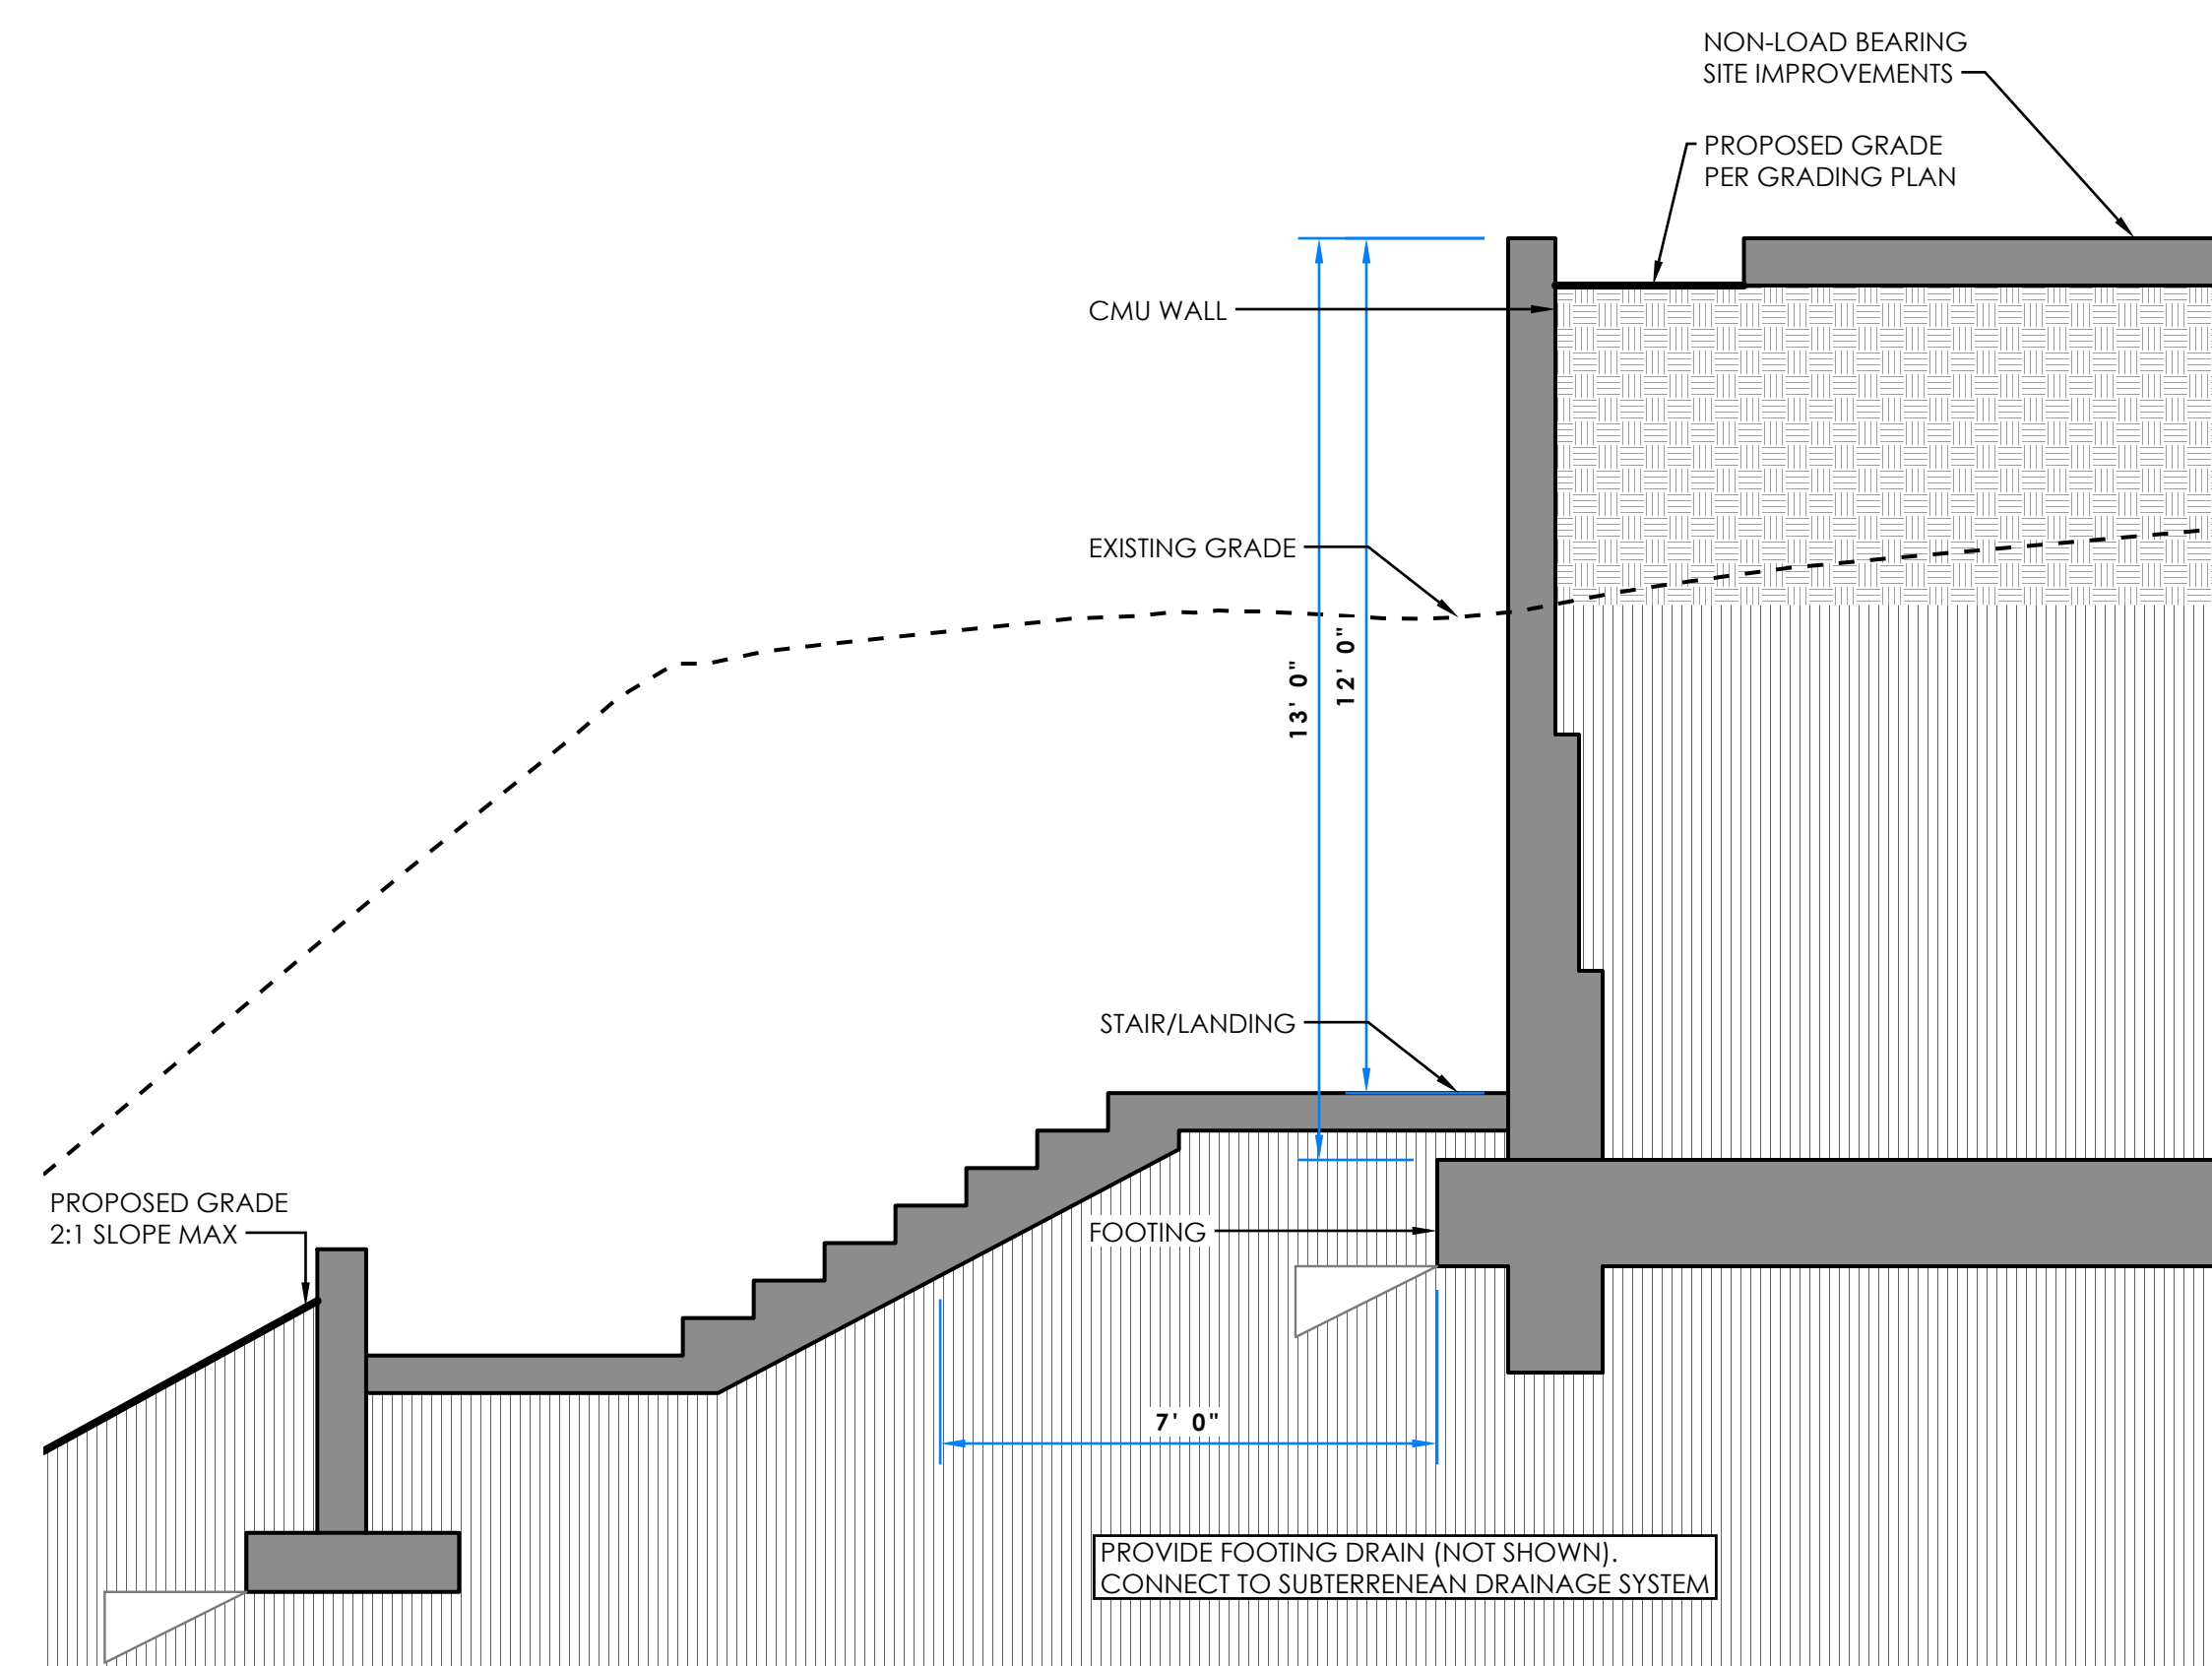 NON-LOAD BEARING
SITE IMPROVEMENTS
PROPOSED GRADE
PER GRADING PLAN
CMU WALL
EXISTING GRADE
13' 0"
12' 0"
STAIR/LANDING
PROPOSED GRADE
2:1 SLOPE MAX
FOOTING
7' 0"
PROVIDE FOOTING DRAIN (NOT SHOWN).
CONNECT TO SUBTERRENEAN DRAINAGE SYSTEM